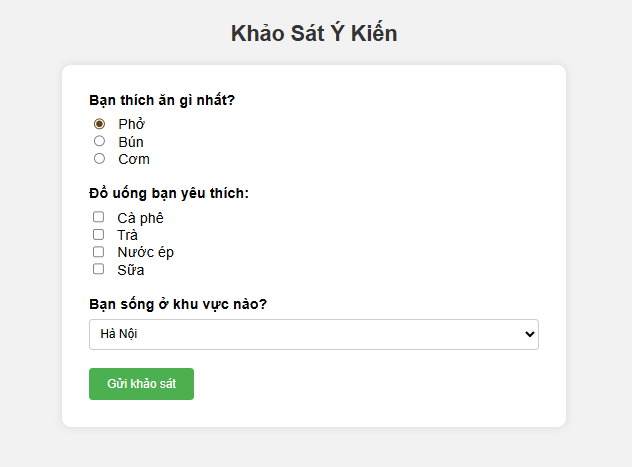 Khảo Sát Ý Kiến
Bạn thích ăn gì nhất?
Phở
Bún
Cơm
Đồ uống bạn yêu thích:
Cà phê
Trà
Nước ép
Sữa
Bạn sống ở khu vực nào?
Hà Nội
Gửi khảo sát